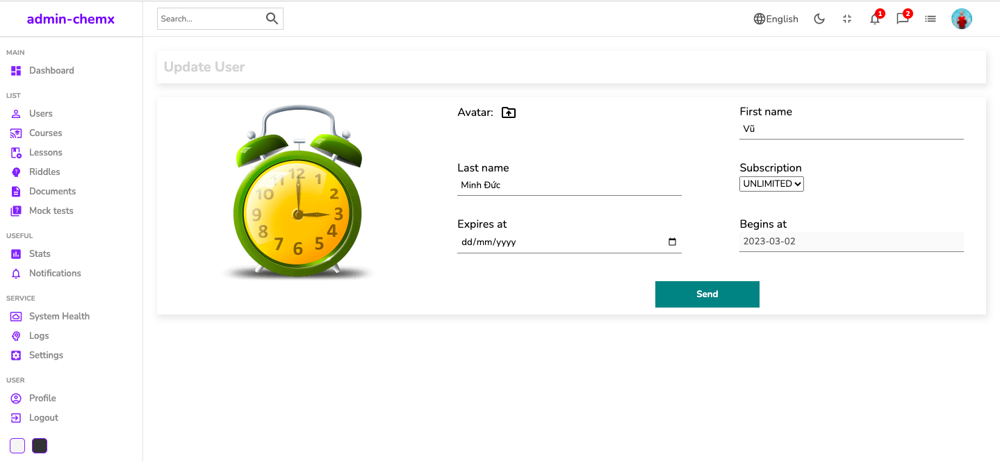 admin-chemx
Search...
English
1
2
MAIN
Dashboard
LIST
Users
Courses
Lessons
Riddles
Documents
Mock tests
USEFUL
Stats
Notifications
SERVICE
System Health
Logs
Settings
USER
Profile
Logout
Update User
12
1
2
3
4
5
6
7
8
9
10
11
Avatar:
First name
Vũ
Last name
Minh Đức
Subscription
UNLIMITED
Expires at
dd/mm/yyyy
Begins at
2023-03-02
Send